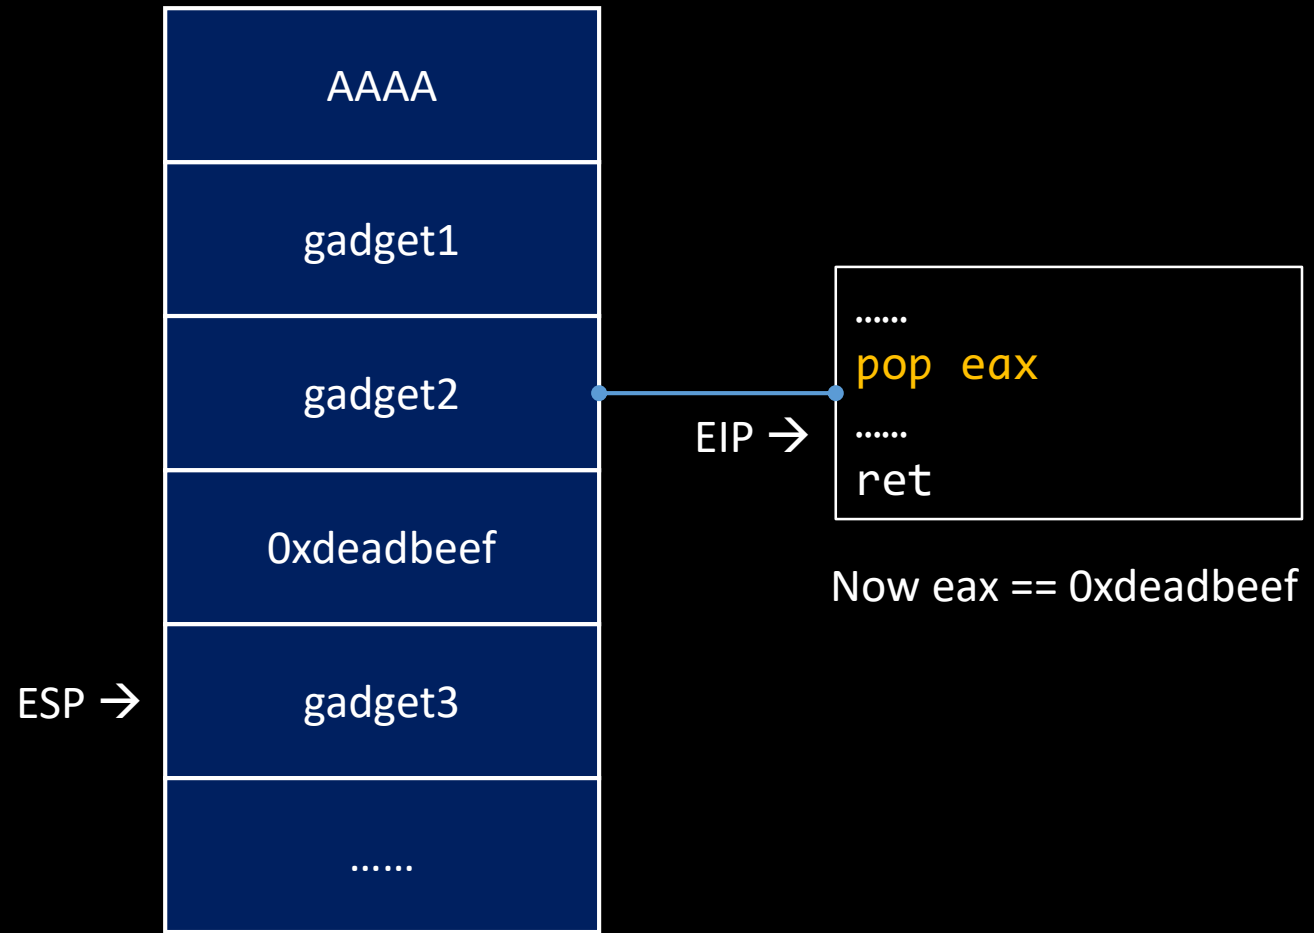 AAAA
gadget1
gadget2
0xdeadbeef
ESP →
gadget3
......
EIP →
......
pop eax
......
ret
Now eax == 0xdeadbeef